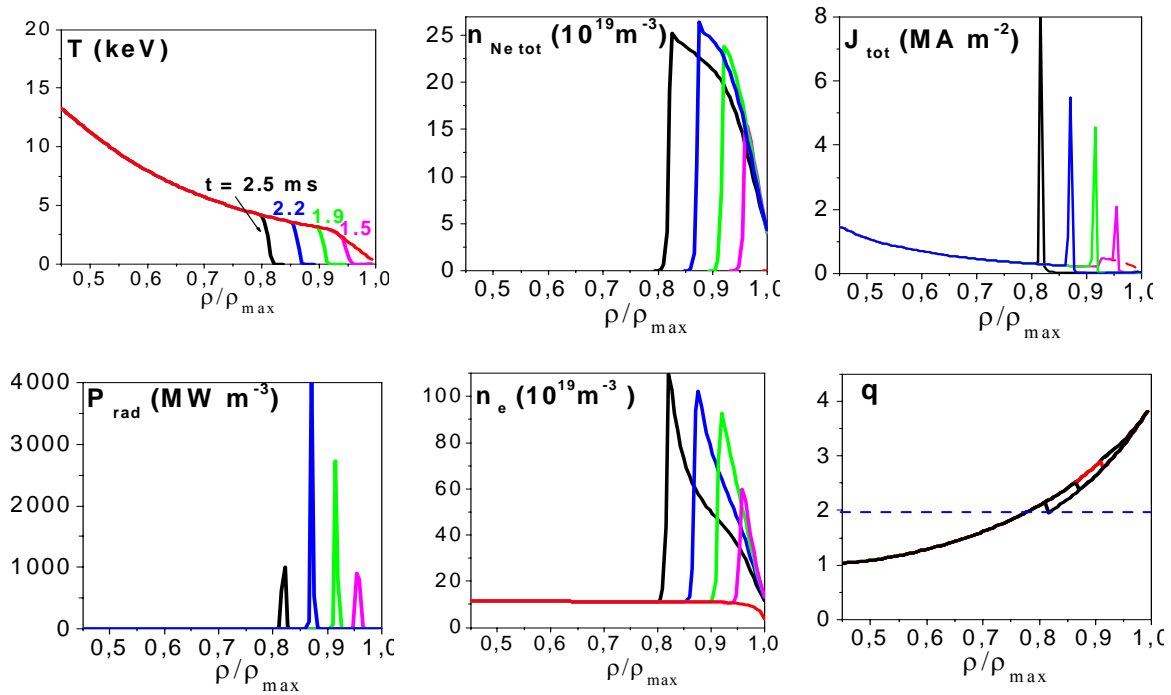 T (keV)
20
15
10
5
0
t = 2.5 ms
2.2
1.9
1.5
0,5 0,6 0,7 0,8 0,9 1,0
ρ/ρmax
n Ne tot (10¹⁹m⁻³)
25
20
15
10
5
0
0,5 0,6 0,7 0,8 0,9 1,0
ρ/ρmax
J tot (MA m⁻²)
8
6
4
2
0
0,5 0,6 0,7 0,8 0,9 1,0
ρ/ρmax
P rad (MW m⁻³)
4000
3000
2000
1000
0
0,5 0,6 0,7 0,8 0,9 1,0
ρ/ρmax
n e (10¹⁹m⁻³ )
100
80
60
40
20
0
0,5 0,6 0,7 0,8 0,9 1,0
ρ/ρmax
q
4
3
2
1
0
0,5 0,6 0,7 0,8 0,9 1,0
ρ/ρmax